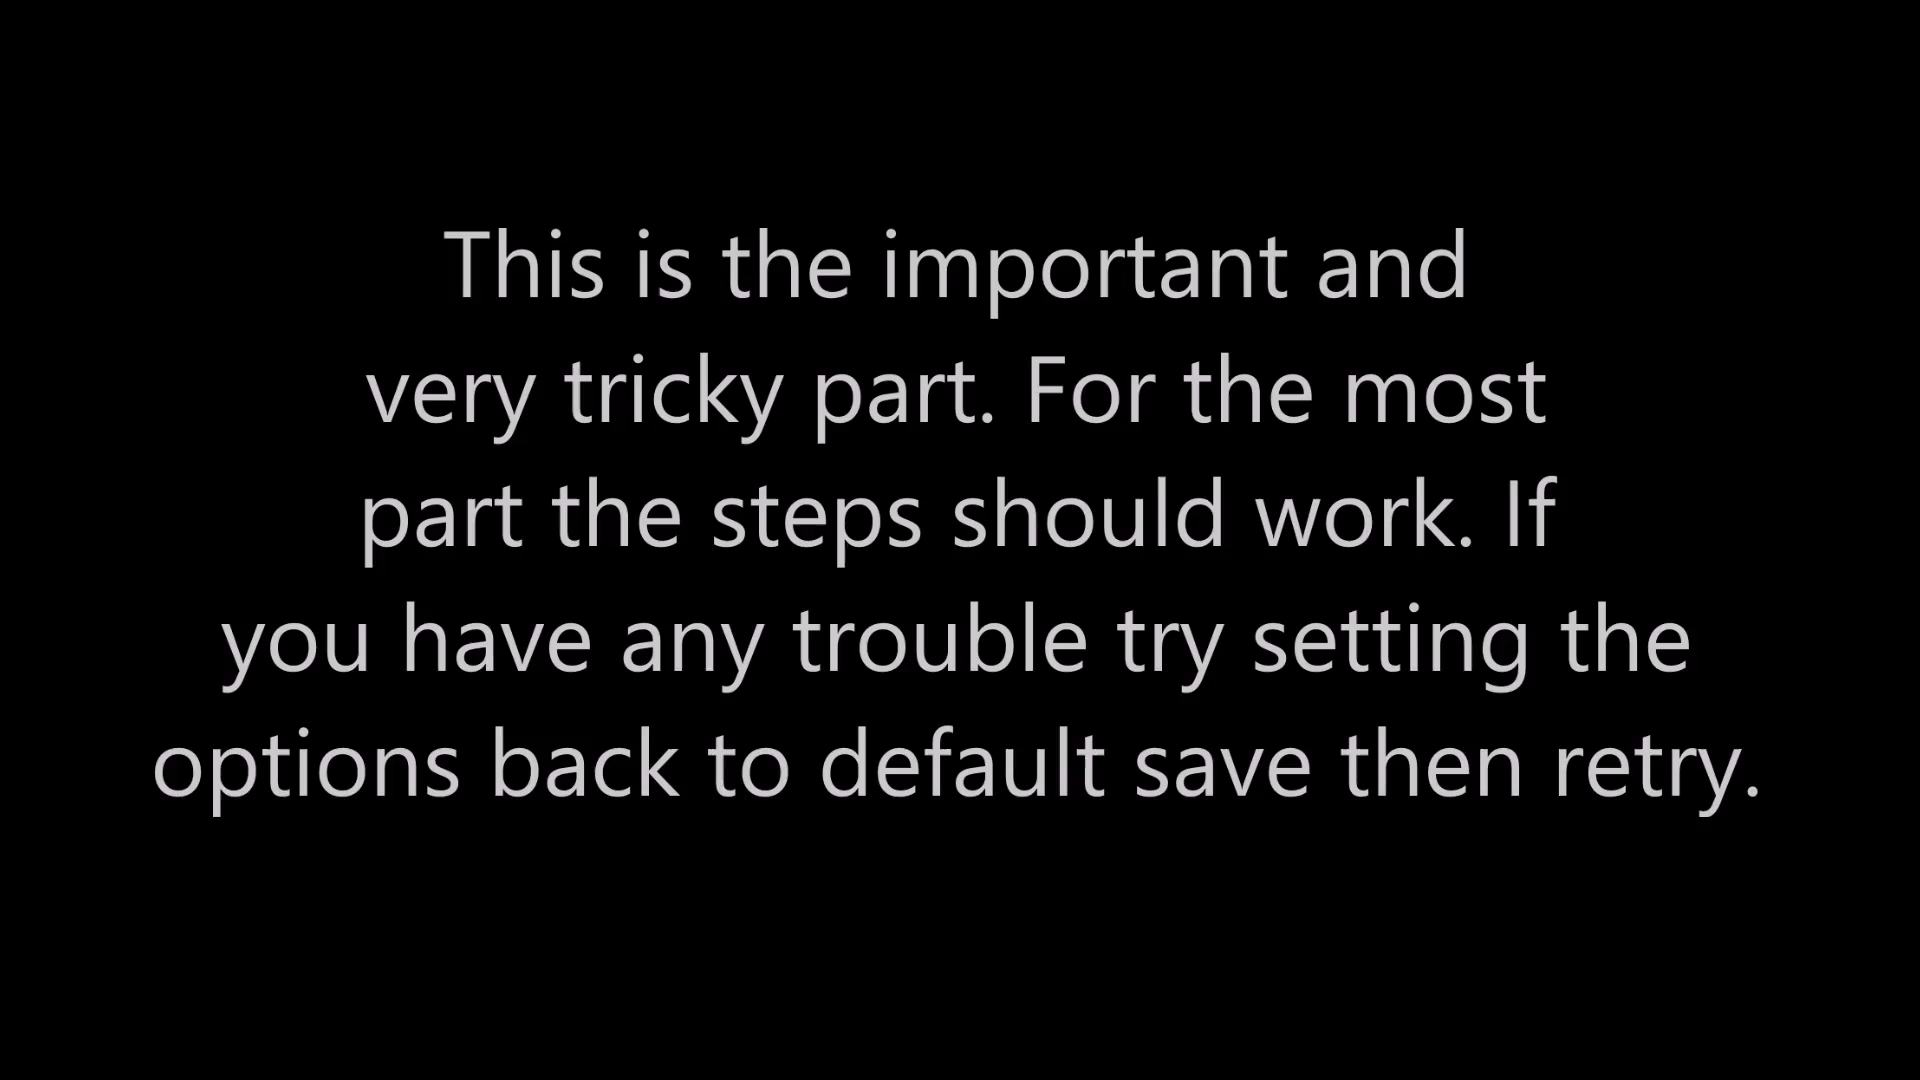 This is the important and
very tricky part. For the most
part the steps should work. If
you have any trouble try setting the
options back to default save then retry.